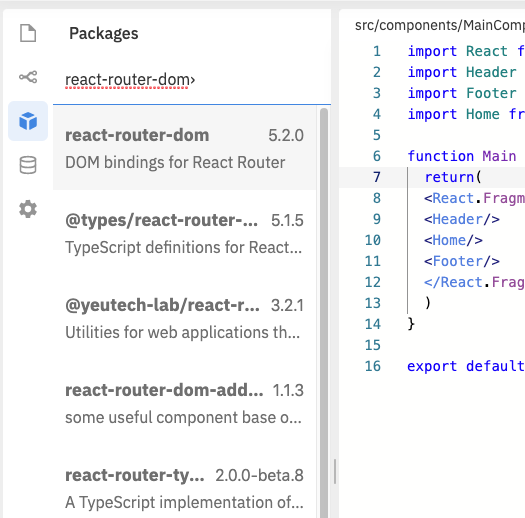 Packages
react-router-dom›
react-router-dom 5.2.0
DOM bindings for React Router
@types/react-router-... 5.1.5
TypeScript definitions for React...
@yeutech-lab/react-r... 3.2.1
Utilities for web applications th...
react-router-dom-add... 1.1.3
some useful component base o...
react-router-ty... 2.0.0-beta.8
A TypeScript implementation of...
src/components/MainComp
1 import React f
2 import Header
3 import Footer
4 import Home fr
5
6 function Main
7 return(
8 <React.Fragm
9 <Header/>
10 <Home/>
11 <Footer/>
12 </React.Frag
13 )
14 }
15
16 export default